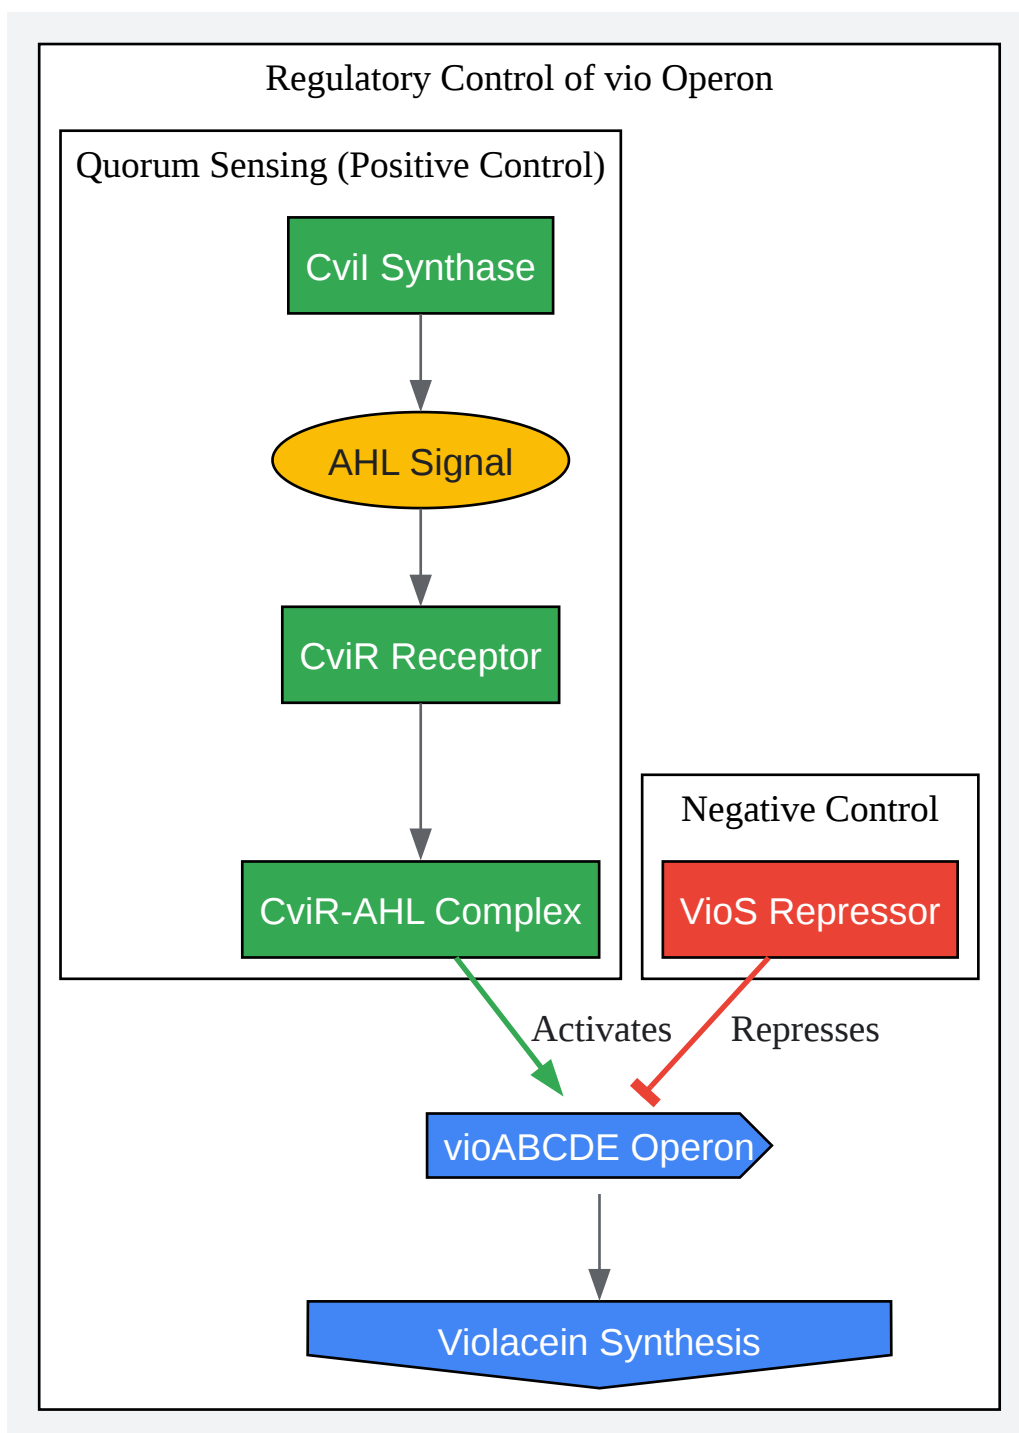 Regulatory Control of vio Operon
Quorum Sensing (Positive Control)
CviI Synthase
AHL Signal
CviR Receptor
Negative Control
CviR-AHL Complex
VioS Repressor
Activates
Represses
vioABCDE Operon
Violacein Synthesis